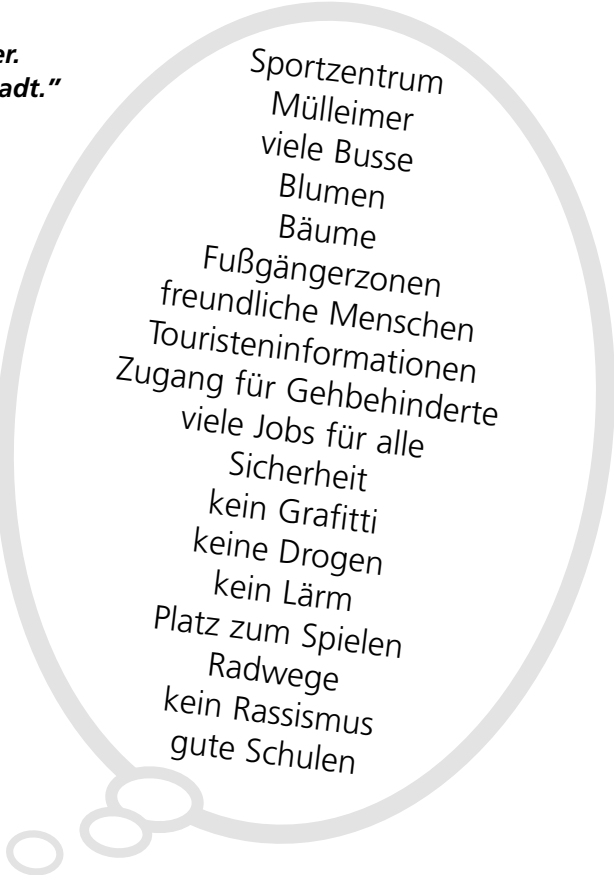 er.
adt.”
Sportzentrum
Mülleimer
viele Busse
Blumen
Bäume
Fußgängerzonen
freundliche Menschen
Touristeninformationen
Zugang für Gehbehinderte
viele Jobs für alle
Sicherheit
kein Grafitti
keine Drogen
kein Lärm
Platz zum Spielen
Radwege
kein Rassismus
gute Schulen